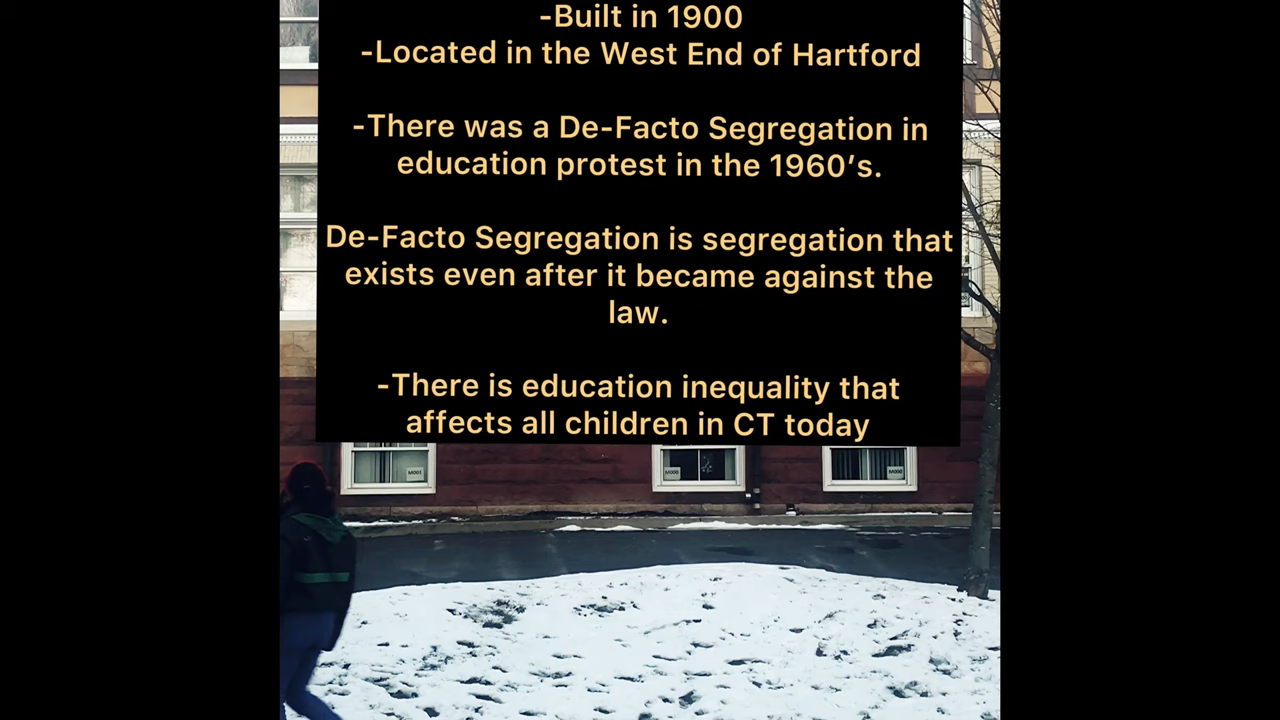 -Built in 1900
-Located in the West End of Hartford
-There was a De-Facto Segregation in
education protest in the 1960’s.
De-Facto Segregation is segregation that
exists even after it became against the
law.
-There is education inequality that
affects all children in CT today